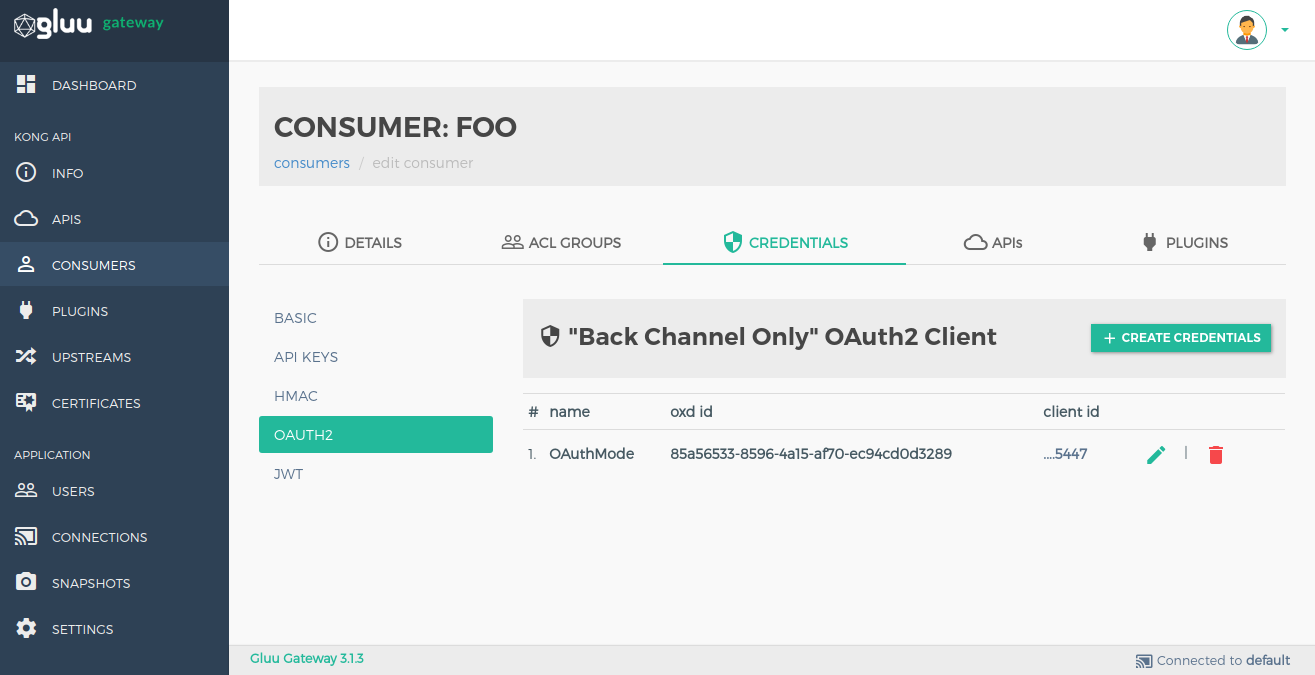 gluu gateway
DASHBOARD
KONG API
INFO
APIS
CONSUMERS
PLUGINS
UPSTREAMS
CERTIFICATES
APPLICATION
USERS
CONNECTIONS
SNAPSHOTS
SETTINGS
CONSUMER: FOO
consumers / edit consumer
DETAILS ACL GROUPS CREDENTIALS APIs PLUGINS
BASIC
API KEYS
HMAC
OAUTH2
JWT
"Back Channel Only" OAuth2 Client + CREATE CREDENTIALS
# name oxd id client id
1. OAuthMode 85a56533-8596-4a15-af70-ec94cd0d3289 ....5447 |
Gluu Gateway 3.1.3 Connected to default